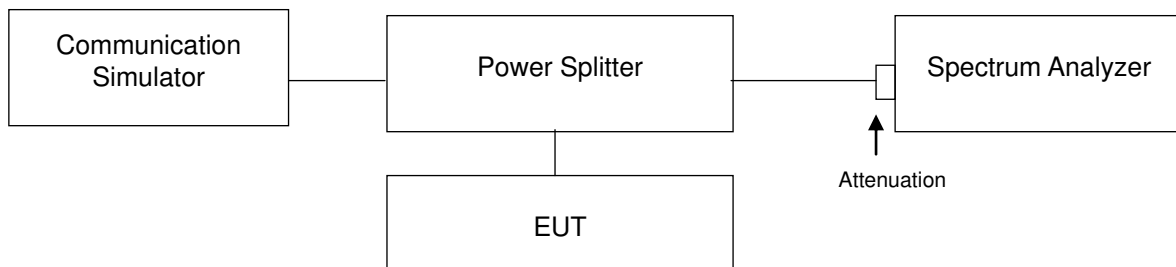 Communication
Simulator
Power Splitter
Spectrum Analyzer
Attenuation
EUT